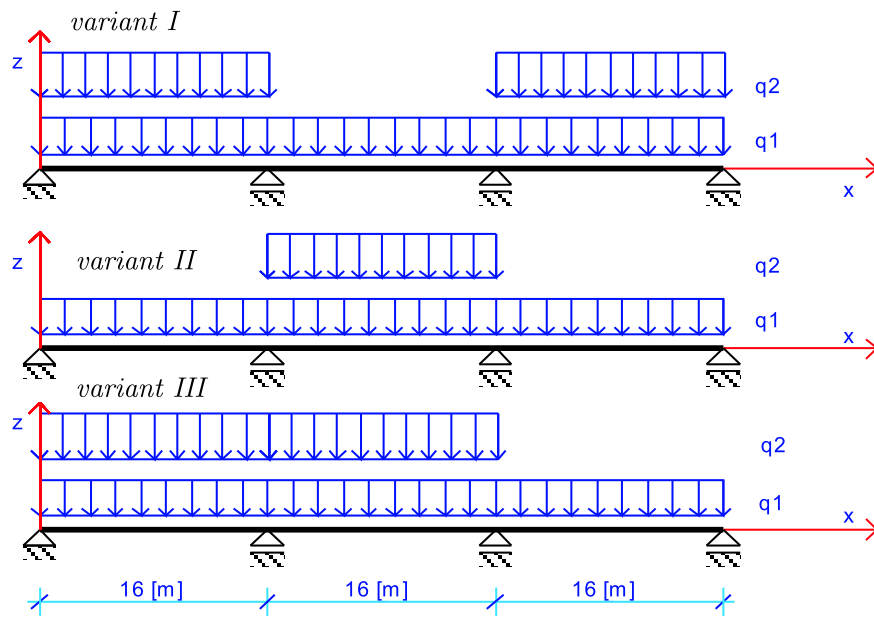 variant I
z
q2
q1
x
variant II
z
q2
q1
x
variant III
z
q2
q1
x
16 [m] 16 [m] 16 [m]